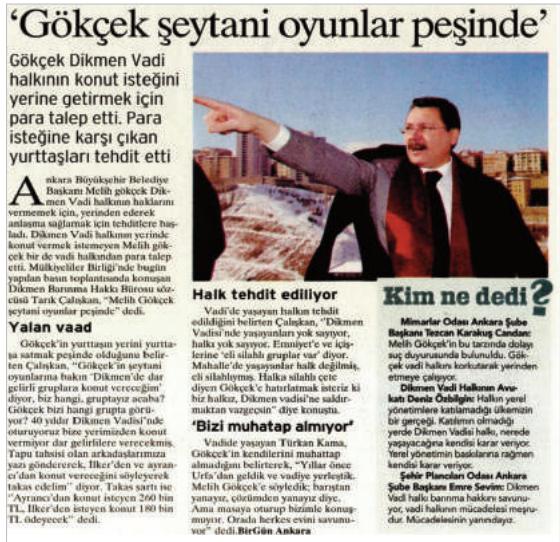 ‘Gökçek şeytani oyunlar peşinde’
Gökçek Dikmen Vadi
halkının konut isteğini
yerine getirmek için
para talep etti. Para
isteğine karşı çıkan
yurttaşları tehdit etti
Ankara Büyükşehir Belediye
Başkanı Melih gökçek Dik-
men Vadi halkının haklarını
vermemek için, yerinden ederek
anlaşma sağlamak için tehditlere baş-
ladı. Dikmen Vadi halkının yerinde
konut vermek istemeyen Melih gök-
çek bir de vadi halkından para talep
etti. Mülkiyeliler Birliği’nde bugün
yapılan basın toplantısında konuşan
Dikmen Barınma Hakkı Bürosu söz-
cüsü Tarık Çalışkan, “Melih Gökçek
şeytani oyunlar peşinde” dedi.
Yalan vaad
Gökçek’in yurttaşın yerini yurtta-
şa satmak peşinde olduğunu belir-
ten Çalışkan, “Gökçek’in şeytani
oyunlarına bakın ‘Dikmen’de dar
gelirli gruplara konut vereceğim’
diyor, biz hangi, gruptayız acaba?
Gökçek bizi hangi grupta görü-
yor? 40 yıldır Dikmen Vadisi’nde
oturuyoruz bize yerimizden konut
vermiyor dar gelirlilere verecekmiş.
Tapu tahsisi olan arkadaşlarımıza
yazı göndererek, İlker’den ve ayran-
cı’dan konut vereceğini söyleyerek
takas edelim” diyor. Takas sartı ise
“Ayrancı’dan konut isteyen 260 bin
TL, İlker’den isteyen konut 180 bin
TL ödeyecek” dedi.
Halk tehdit ediliyor
Vadi’de yaşayan halkın tehdit
edildiğini belirten Çalışkan, “Dikmen
Vadisi’nde yaşayanları yok sayıyor,
halkı yok sayıyor. Emniyet’e ve içiş-
lerine ‘eli silahlı gruplar var’ diyor.
Mahalle’de yaşayanlar halk değilmiş,
eli silahlıymış. Halka silahlı çete
diyen Gökçek’e hatırlatmak isteriz ki
biz halkız, Dikmen vadisi’ne saldır-
maktan vazgeçsin” diye konuştu.
‘Bizi muhatap almıyor’
Vadide yaşayan Türkan Kama,
Gökçek’in kendilerini muhattap
almadığını belirterek, “Yıllar önce
Urfa’dan geldik ve vadiye yerleştik.
Melih Gökçek’e söyledik; barıştan
yanayız, çözümden yanayız diye.
Ama masaya oturup bizimle konuş-
muyor. Orada herkes evini savunu-
yor” dedi.BirGün Ankara
Kim ne dedi?
Mimarlar Odası Ankara Şube
Başkanı Tezcan Karakuş Candan:
Melih Gökçek’in bu tarzında dolayı
suç duyurusunda bulunuldu. Gök-
çek vadi halkını korkutarak yerinden
etmeye çalışıyor.
Dikmen Vadi Halkının Avu-
katı Deniz Özbilgin: Halkın yerel
yönetimlere katılamadığı ülkemizin
bir gerçeği. Katılımın olmadığı
yerde Dikmen Vadisi halkı, nerede
yaşayacağına kendisi karar veriyor.
Yerel yönetimin baskılarına rağmen
kendisi karar veriyor.
Şehir Plancıları Odası Ankara
Şube Başkanı Emre Sevim: Dikmen
Vadi halkı barınma hakkını savunu-
yor, vadi halkının mücadelesi meşru-
dur. Mücadelesinin yanındayız.